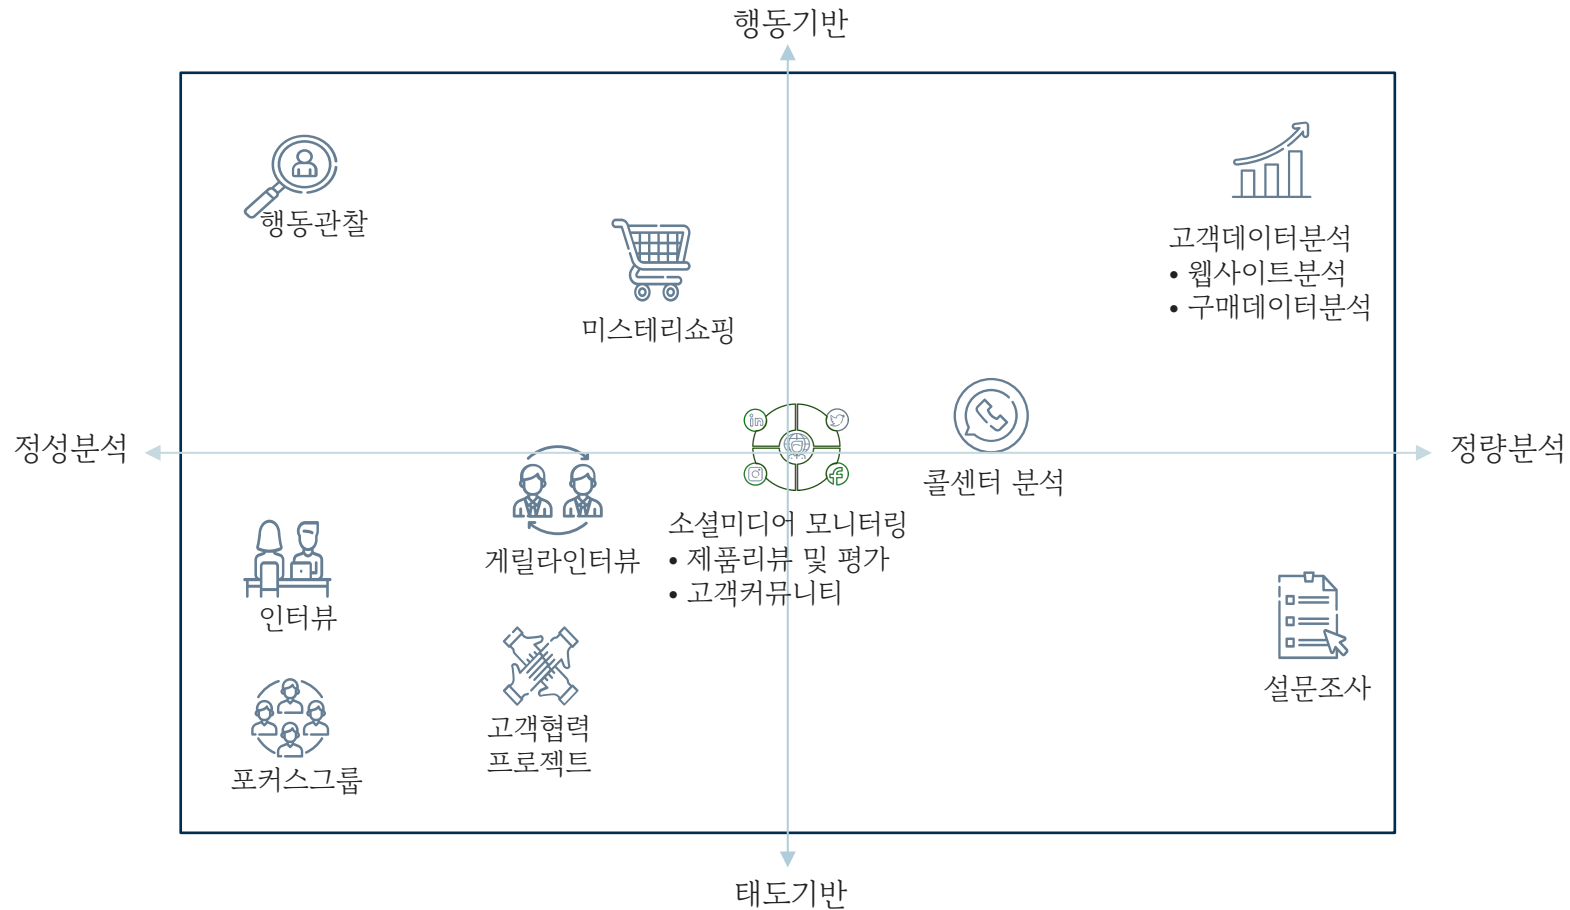 행동기반
행동관찰
고객데이터분석
• 웹사이트분석
• 구매데이터분석
미스테리쇼핑
정성분석
정량분석
in
콜센터 분석
소셜미디어 모니터링
• 제품리뷰 및 평가
• 고객커뮤니티
게릴라인터뷰
인터뷰
설문조사
고객협력
프로젝트
포커스그룹
태도기반